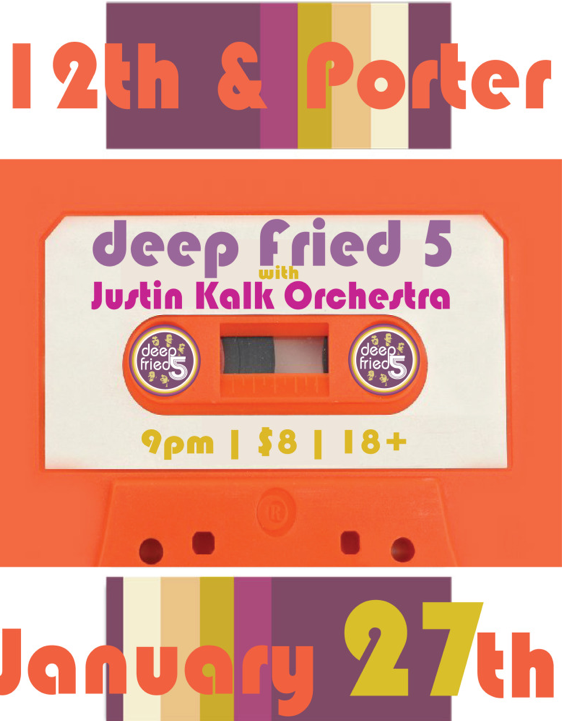 12th & Porter
deep fried 5
with
Justin Kalk Orchestra
deep
fried 5
deep
fried 5
9pm | $8 | 18+
®
January 27th